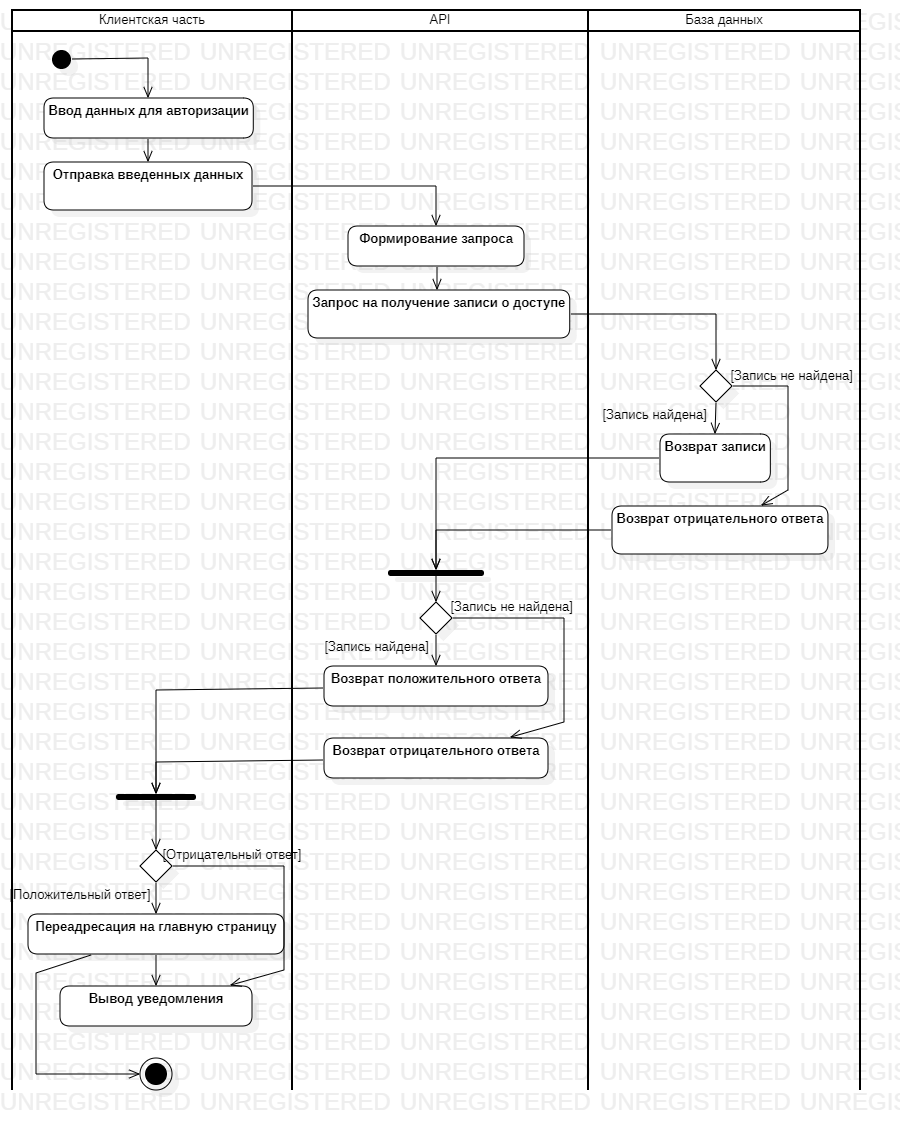 Клиентская часть
API
База данных
Ввод данных для авторизации
Отправка введенных данных
Формирование запроса
Запрос на получение записи о доступе
[Запись не найдена]
[Запись найдена]
Возврат записи
Возврат отрицательного ответа
[Запись не найдена]
[Запись найдена]
Возврат положительного ответа
Возврат отрицательного ответа
[Отрицательный ответ]
[Положительный ответ]
Переадресация на главную страницу
Вывод уведомления
UNREGISTERED UNREGISTERED UNREGISTERED UNREGISTERED